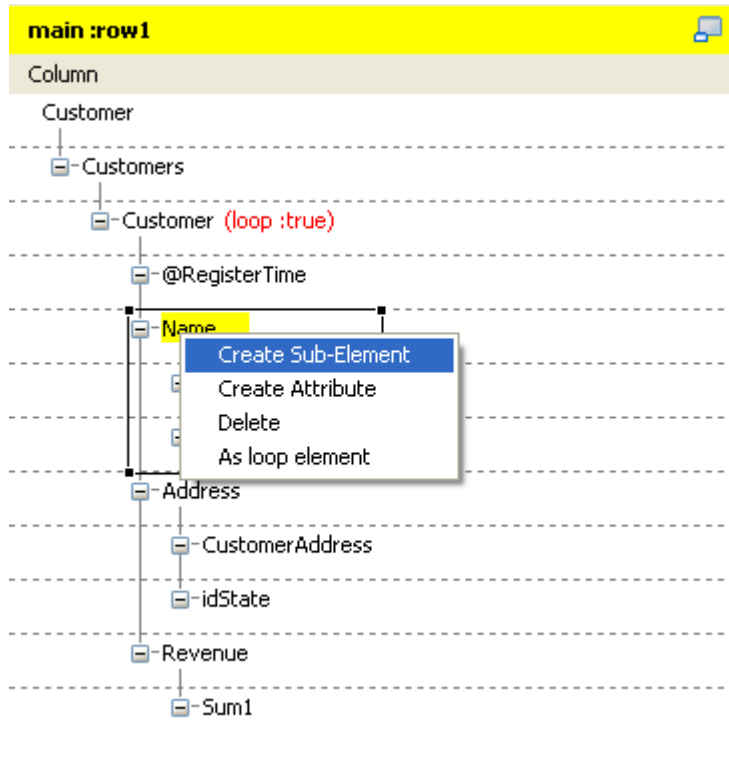 main :row1
Column
Customer
Customers
Customer (loop :true)
@RegisterTime
Name
Create Sub-Element
Create Attribute
Delete
As loop element
Address
CustomerAddress
idState
Revenue
Sum1